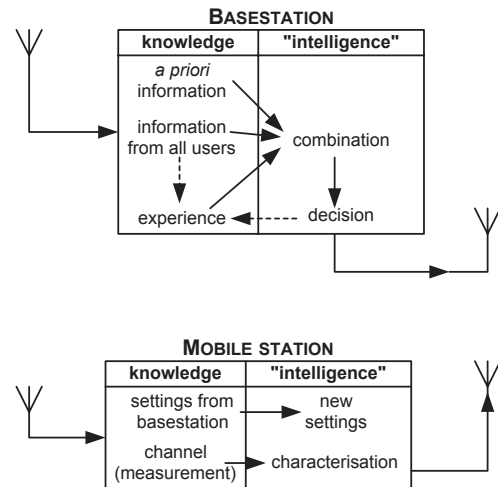 BASESTATION
knowledge "intelligence"
a priori
information
information
from all users
combination
experience
decision
MOBILE STATION
knowledge "intelligence"
settings from
basestation
new
settings
channel
(measurement)
characterisation